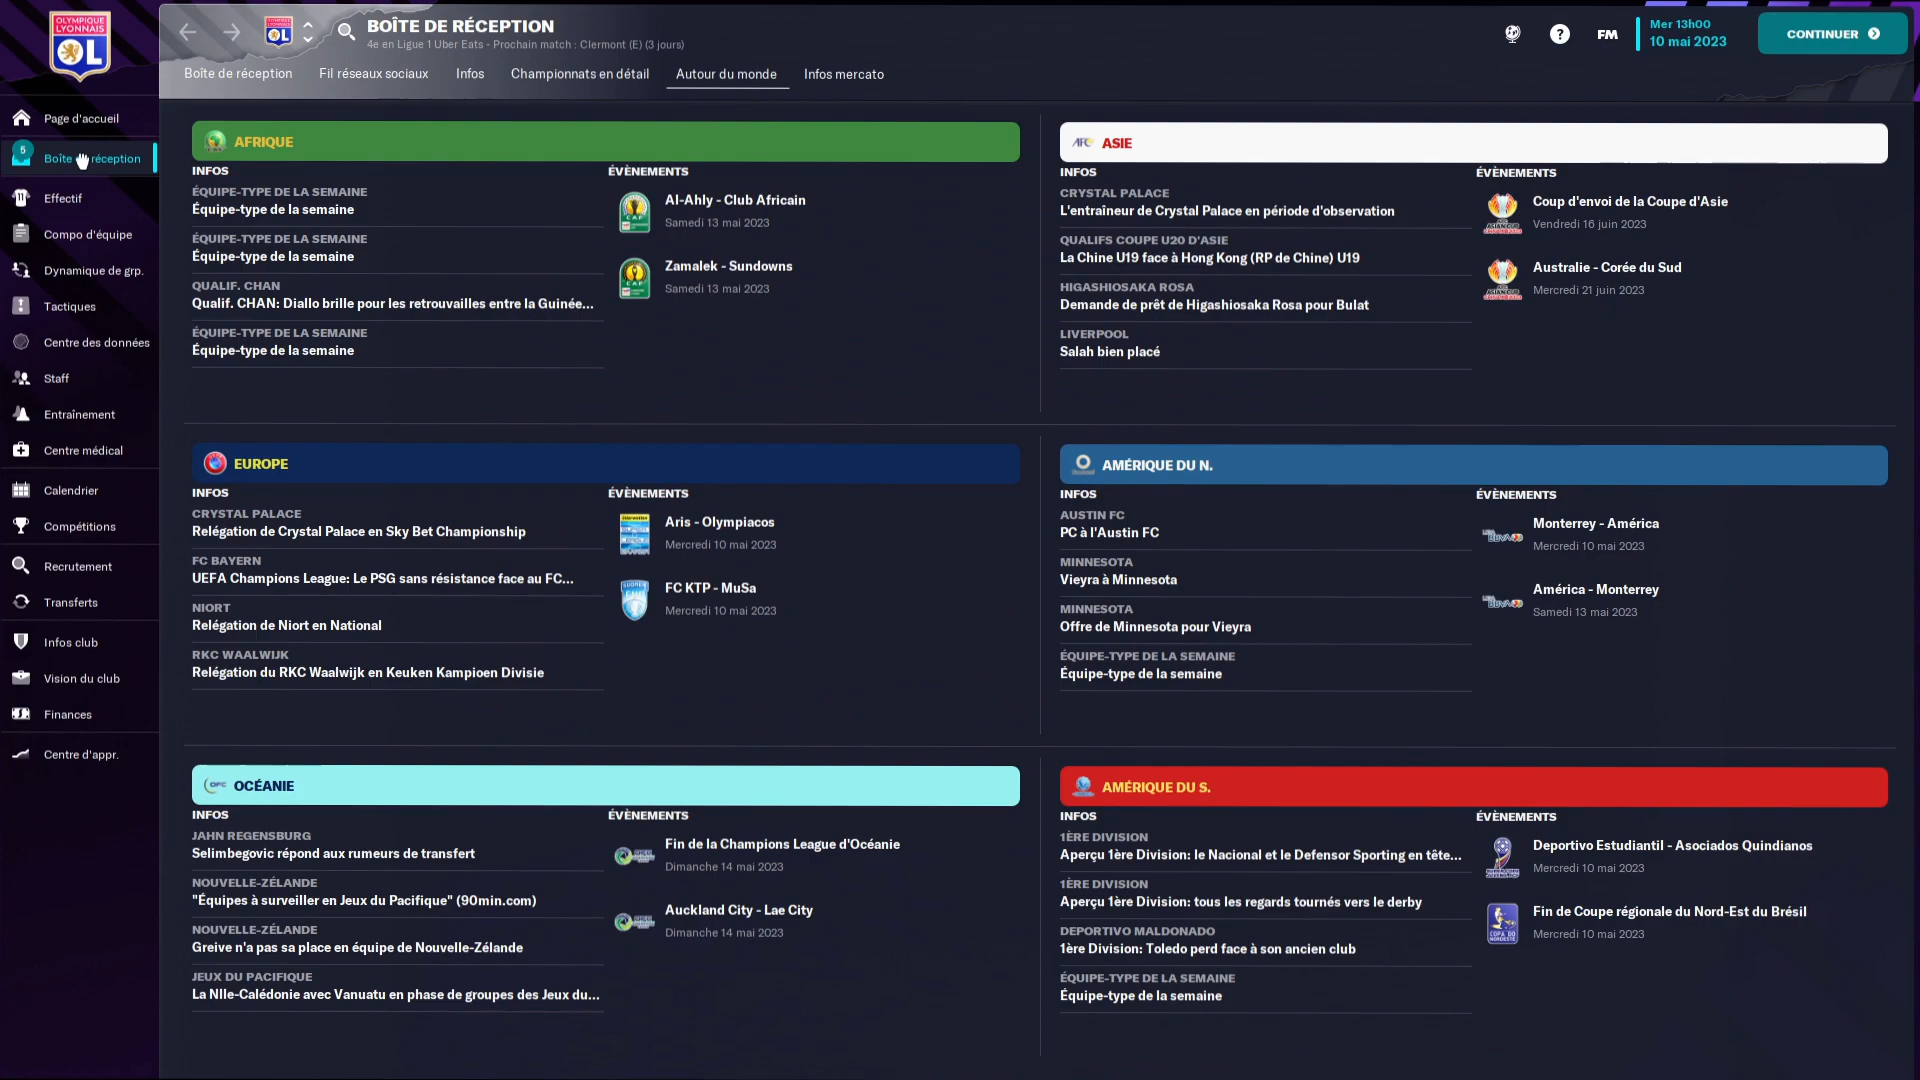 OLYMPIQUE
LYONNAIS
OL
BOÎTE DE RÉCEPTION
4e en Ligue 1 Uber Eats - Prochain match : Clermont (E) (3 jours)
?
FM
Mer 13h00
10 mai 2023
CONTINUER
Boîte de réception
Fil réseaux sociaux
Infos
Championnats en détail
Autour du monde
Infos mercato
Page d'accueil
5
Boîte réception
Effectif
Compo d'équipe
Dynamique de grp.
Tactiques
Centre des données
Staff
Entraînement
Centre médical
Calendrier
Compétitions
Recrutement
Transferts
Infos club
Vision du club
Finances
Centre d'appr.
AFRIQUE
INFOS
ÉQUIPE-TYPE DE LA SEMAINE
Équipe-type de la semaine
ÉQUIPE-TYPE DE LA SEMAINE
Équipe-type de la semaine
QUALIF. CHAN
Qualif. CHAN: Diallo brille pour les retrouvailles entre la Guinée...
ÉQUIPE-TYPE DE LA SEMAINE
Équipe-type de la semaine
ÉVÈNEMENTS
Al-Ahly - Club Africain
Samedi 13 mai 2023
Zamalek - Sundowns
Samedi 13 mai 2023
AFC
ASIE
INFOS
CRYSTAL PALACE
L'entraîneur de Crystal Palace en période d'observation
QUALIFS COUPE U20 D'ASIE
La Chine U19 face à Hong Kong (RP de Chine) U19
HIGASHIOSAKA ROSA
Demande de prêt de Higashiosaka Rosa pour Bulat
LIVERPOOL
Salah bien placé
ÉVÈNEMENTS
Coup d'envoi de la Coupe d'Asie
Vendredi 16 juin 2023
Australie - Corée du Sud
Mercredi 21 juin 2023
EUROPE
INFOS
CRYSTAL PALACE
Relégation de Crystal Palace en Sky Bet Championship
FC BAYERN
UEFA Champions League: Le PSG sans résistance face au FC...
NIORT
Relégation de Niort en National
RKC WAALWIJK
Relégation du RKC Waalwijk en Keuken Kampioen Divisie
ÉVÈNEMENTS
Aris - Olympiacos
Mercredi 10 mai 2023
FC KTP - MuSa
Mercredi 10 mai 2023
AMÉRIQUE DU N.
INFOS
AUSTIN FC
PC à l'Austin FC
MINNESOTA
Vieyra à Minnesota
MINNESOTA
Offre de Minnesota pour Vieyra
ÉQUIPE-TYPE DE LA SEMAINE
Équipe-type de la semaine
ÉVÈNEMENTS
Monterrey - América
Mercredi 10 mai 2023
América - Monterrey
Samedi 13 mai 2023
OFC
OCÉANIE
INFOS
JAHN REGENSBURG
Selimbegovic répond aux rumeurs de transfert
NOUVELLE-ZÉLANDE
"Équipes à surveiller en Jeux du Pacifique" (90min.com)
NOUVELLE-ZÉLANDE
Greive n'a pas sa place en équipe de Nouvelle-Zélande
JEUX DU PACIFIQUE
La Nlle-Calédonie avec Vanuatu en phase de groupes des Jeux du...
ÉVÈNEMENTS
Fin de la Champions League d'Océanie
Dimanche 14 mai 2023
Auckland City - Lae City
Dimanche 14 mai 2023
AMÉRIQUE DU S.
INFOS
1ÈRE DIVISION
Aperçu 1ère Division: le Nacional et le Defensor Sporting en tête...
1ÈRE DIVISION
Aperçu 1ère Division: tous les regards tournés vers le derby
DEPORTIVO MALDONADO
1ère Division: Toledo perd face à son ancien club
ÉQUIPE-TYPE DE LA SEMAINE
Équipe-type de la semaine
ÉVÈNEMENTS
Deportivo Estudiantil - Asociados Quindianos
Mercredi 10 mai 2023
Fin de Coupe régionale du Nord-Est du Brésil
Mercredi 10 mai 2023